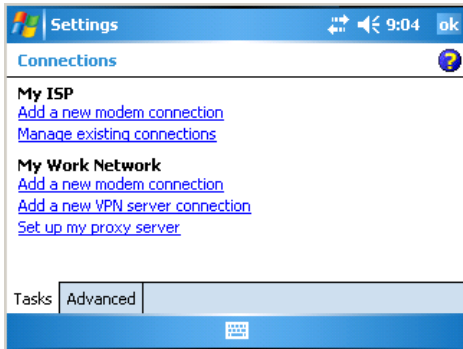 Settings 9:04 ok
Connections
?
My ISP
Add a new modem connection
Manage existing connections
My Work Network
Add a new modem connection
Add a new VPN server connection
Set up my proxy server
Tasks Advanced